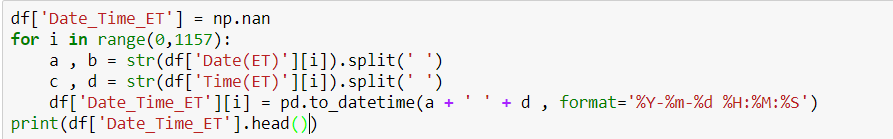 df['Date_Time_ET'] = np.nan
for i in range(0,1157):
    a , b = str(df['Date(ET)'][i]).split(' ')
    c , d = str(df['Time(ET)'][i]).split(' ')
    df['Date_Time_ET'][i] = pd.to_datetime(a + ' ' + d , format='%Y-%m-%d %H:%M:%S')
print(df['Date_Time_ET'].head())